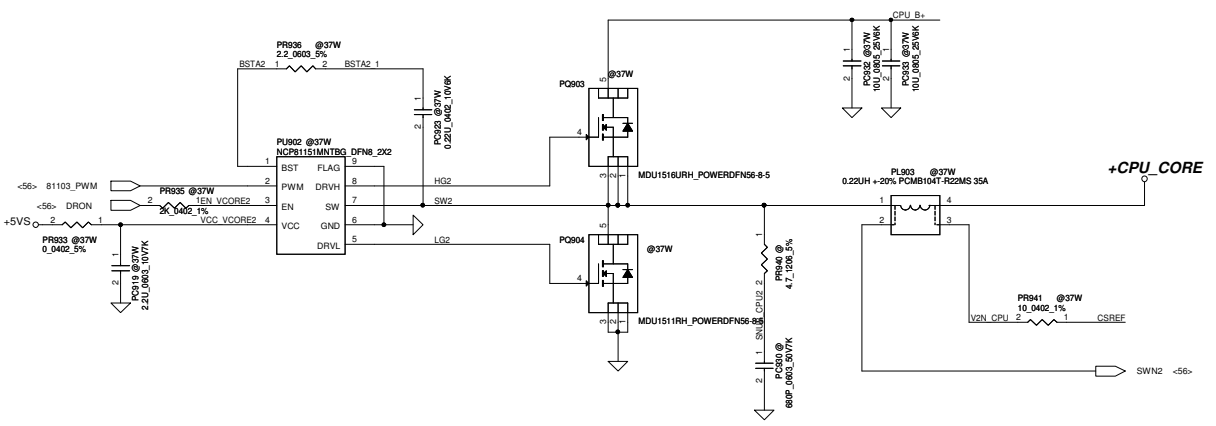 CPU_B+
PR936 @37W
2.2_0603_5%
BSTA2 1 2 BSTA2_1
1
2
PC923 @37W
0.22U_0402_10V6K
@37W
PQ903
5
4
3 2 1
MDU1516URH_POWERDFN56-8-5
1
2
PC932 @37W
10U_0805_25V6K
1
2
PC933 @37W
10U_0805_25V6K
PU902 @37W
NCP81151MNTBG_DFN8_2X2
1 BST FLAG 9
2 PWM DRVH 8 HG2
3 EN SW 7 SW2
4 VCC GND 6
DRVL 5 LG2
<56> 81103_PWM
<56> DRON
PR935 @37W
2 1 EN_VCORE2
2K_0402_1%
+5VS
2 1 VCC_VCORE2
PR933 @37W
0_0402_5%
1
2
PC919 @37W
2.2U_0603_10V7K
PQ904
@37W
5
4
3 2 1
MDU1511RH_POWERDFN56-8-5
1
2
PR940 @
4.7_1206_5%
SNUB_CPU2
1
2
PC930 @
680P_0603_50V7K
PL903 @37W
0.22UH +-20% PCMB104T-R22MS 35A
1 4
2 3
+CPU_CORE
PR941 @37W
10_0402_1%
V2N_CPU 2 1 CSREF
SWN2 <56>